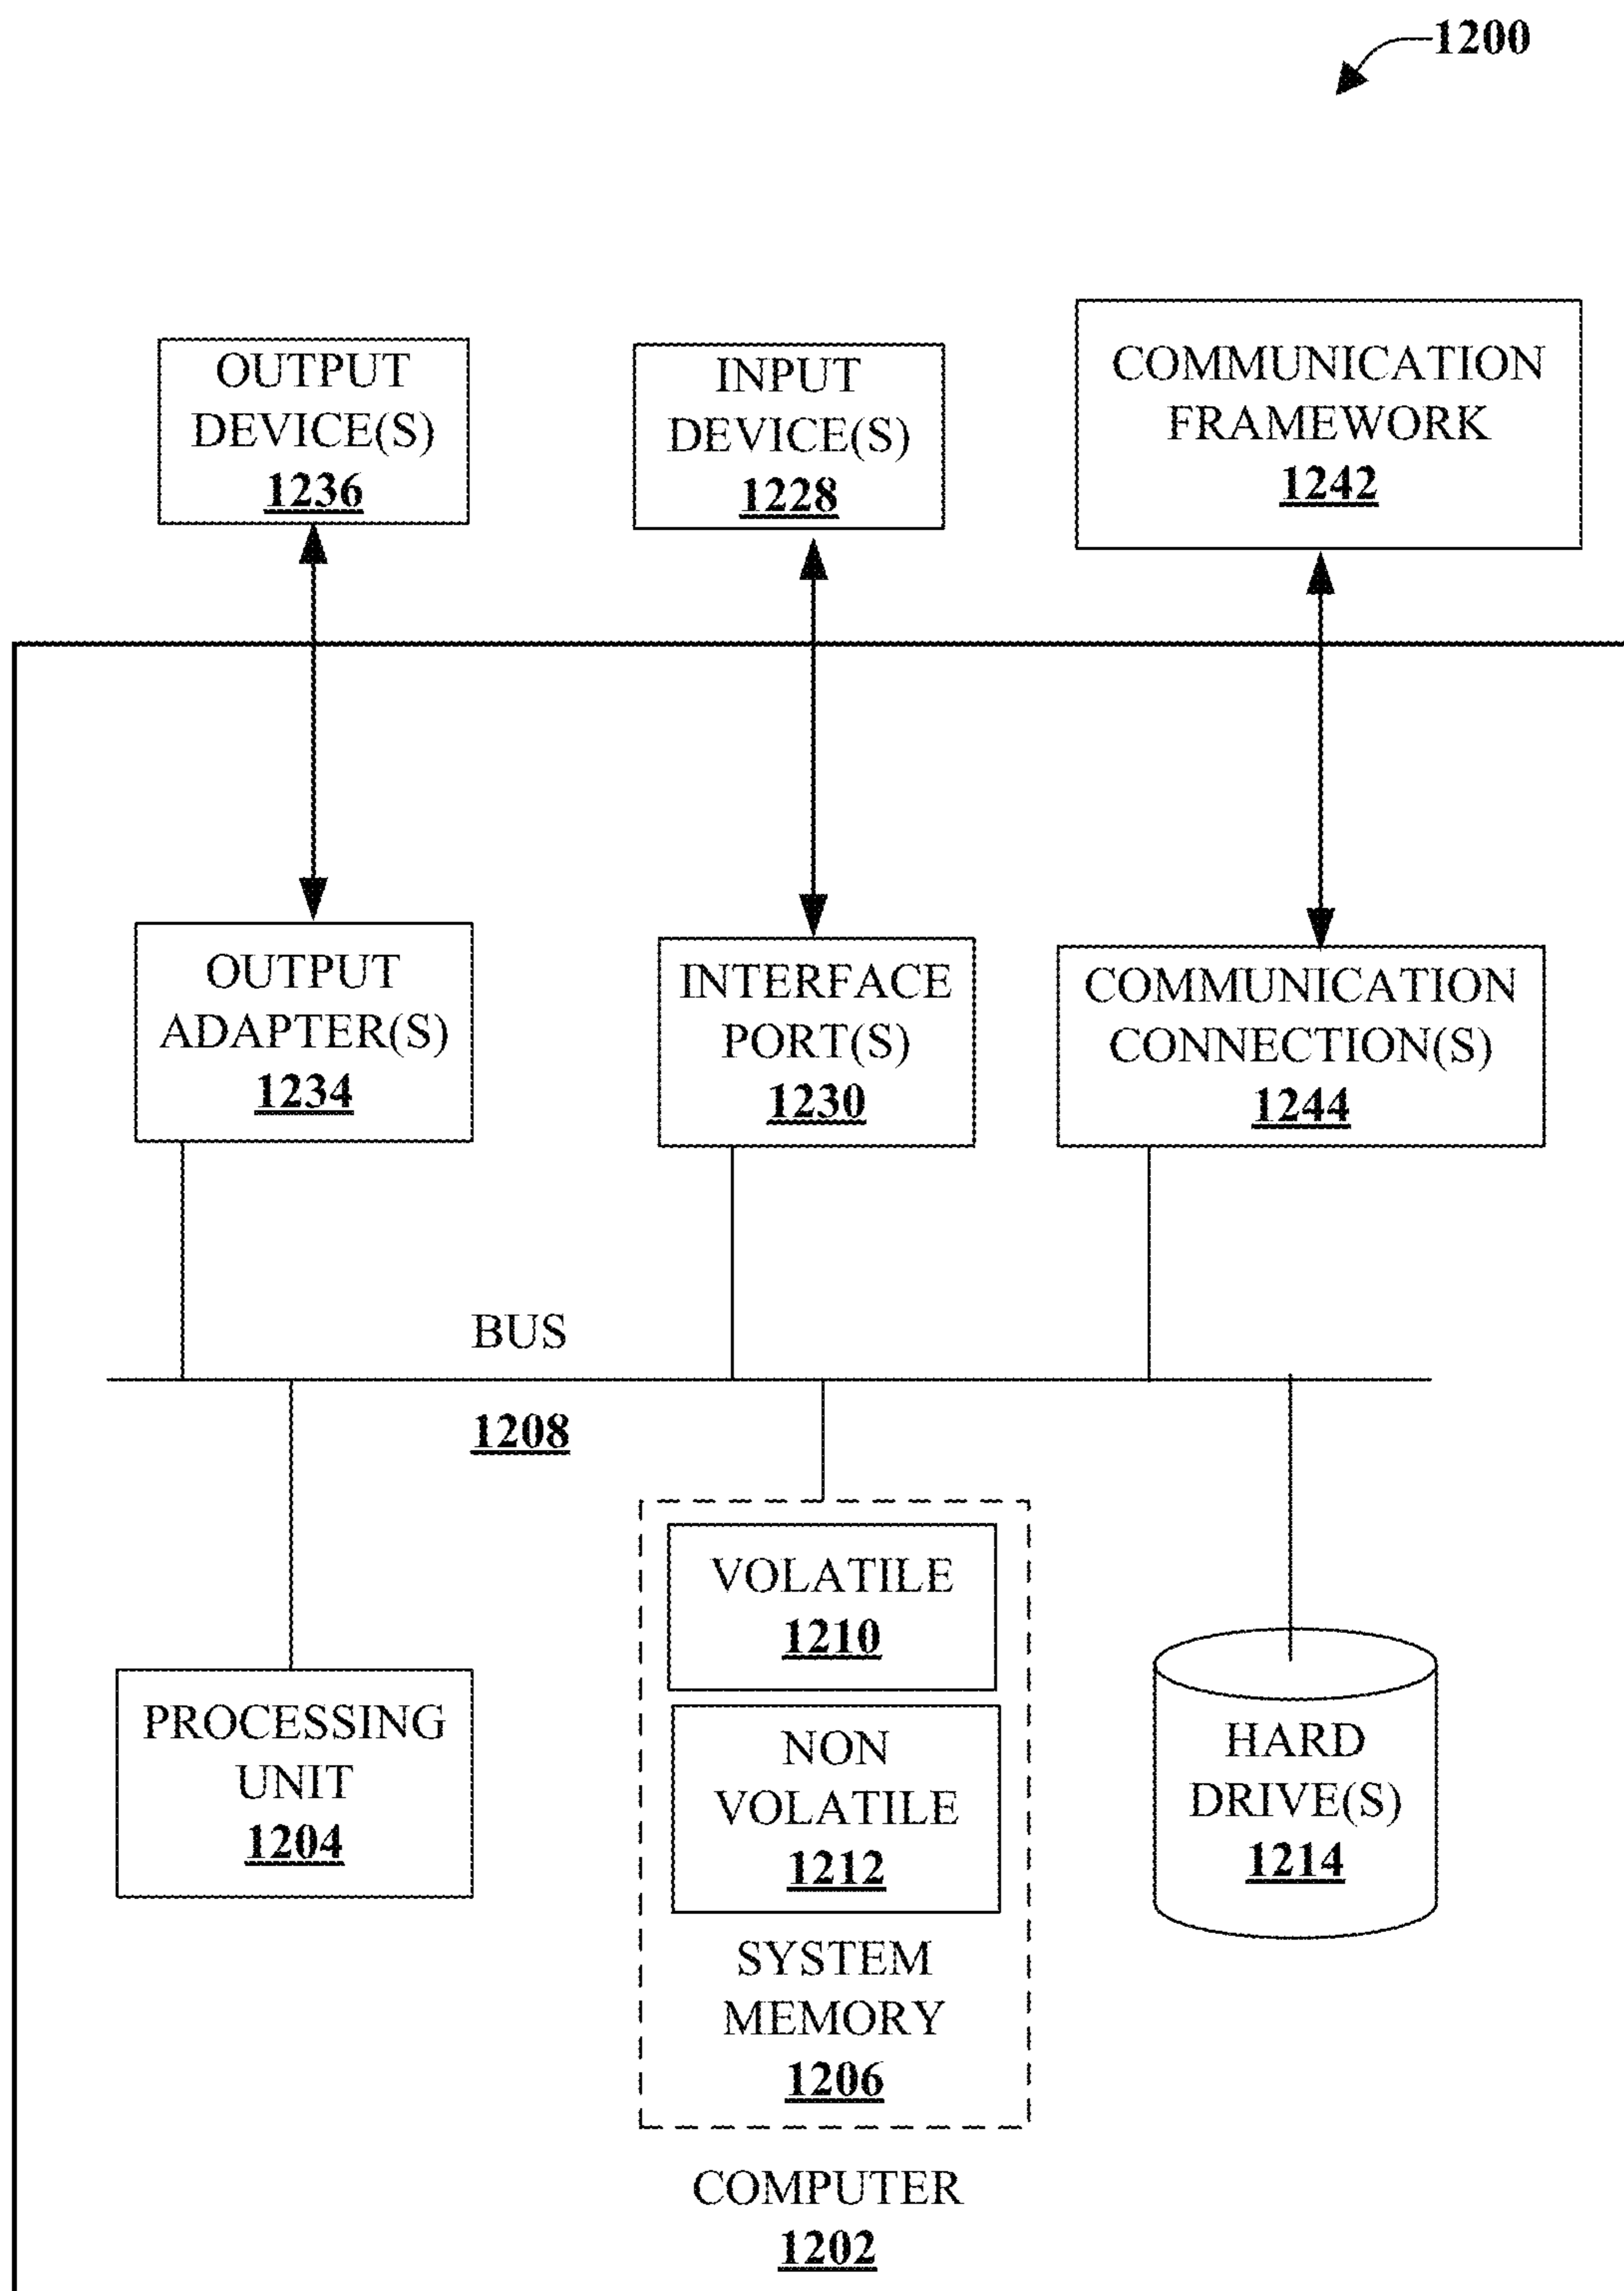 1200
OUTPUT
DEVICE(S)
1236
INPUT
DEVICE(S)
1228
COMMUNICATION
FRAMEWORK
1242
OUTPUT
ADAPTER(S)
1234
INTERFACE
PORT(S)
1230
COMMUNICATION
CONNECTION(S)
1244
BUS
1208
PROCESSING
UNIT
1204
VOLATILE
1210
NON
VOLATILE
1212
SYSTEM
MEMORY
1206
HARD
DRIVE(S)
1214
COMPUTER
1202